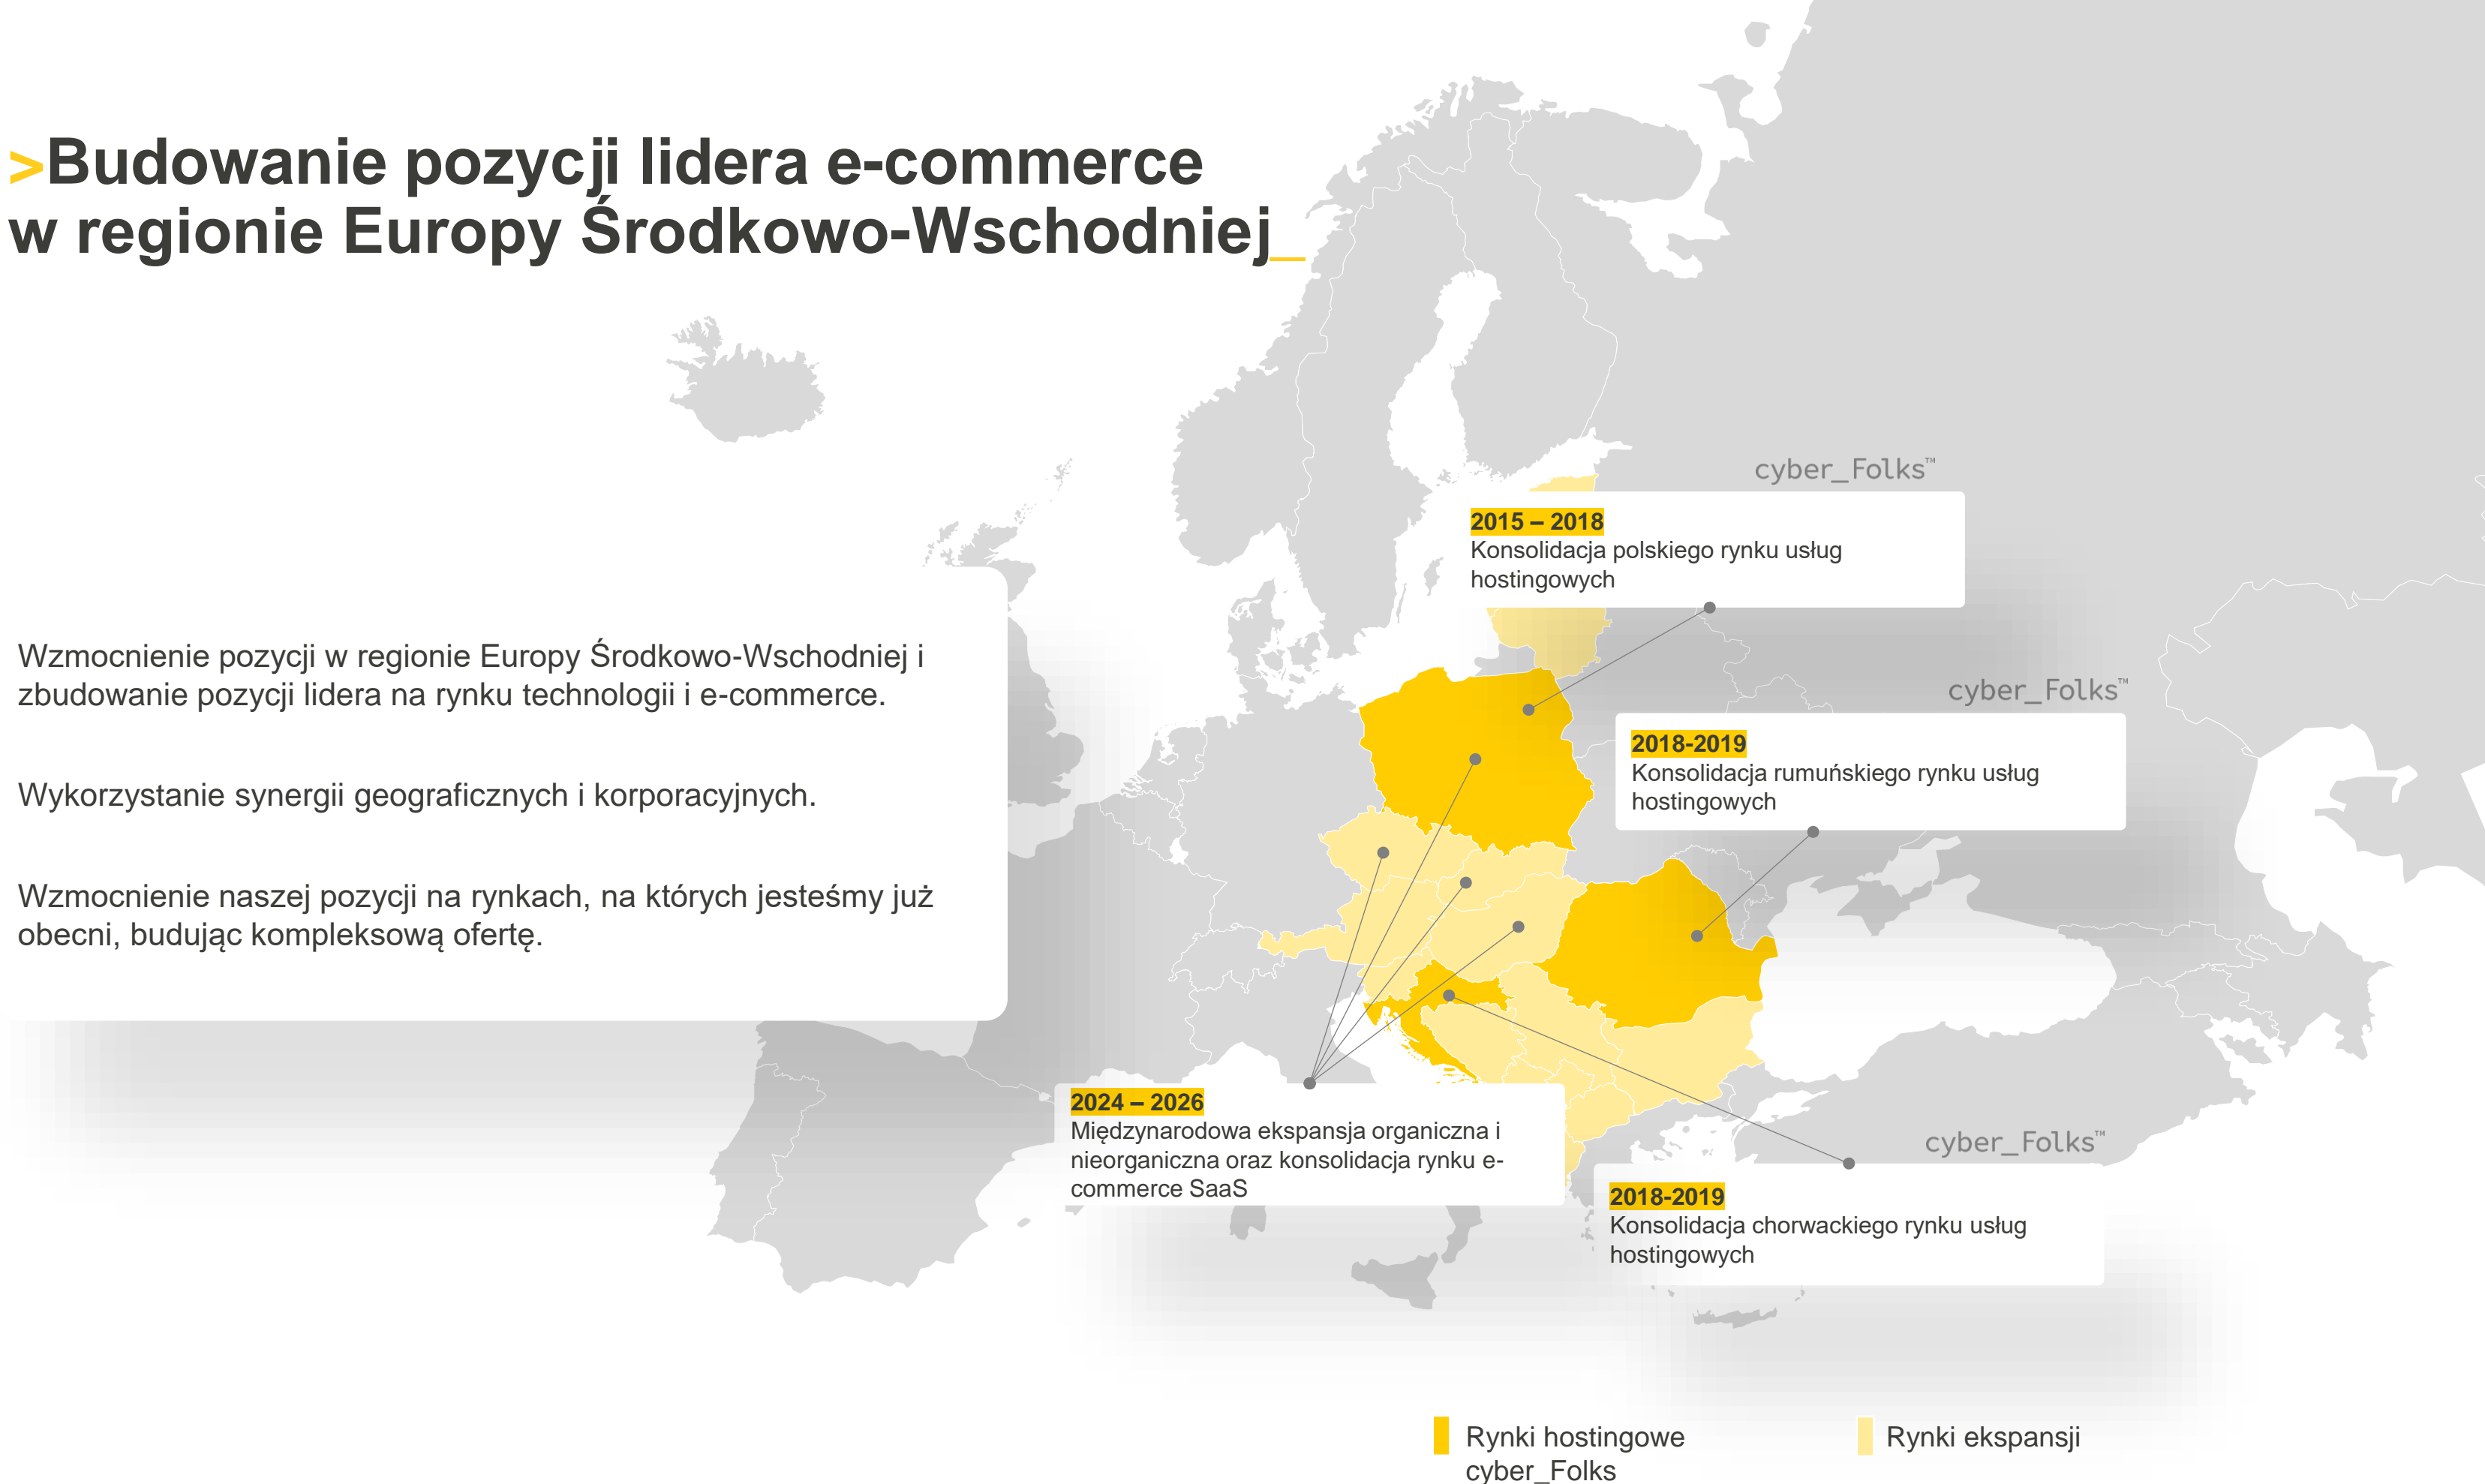 >Budowanie pozycji lidera e-commerce
w regionie Europy Środkowo-Wschodniej_
Wzmocnienie pozycji w regionie Europy Środkowo-Wschodniej i
zbudowanie pozycji lidera na rynku technologii i e-commerce.
Wykorzystanie synergii geograficznych i korporacyjnych.
Wzmocnienie naszej pozycji na rynkach, na których jesteśmy już
obecni, budując kompleksową ofertę.
cyber_Folks™
2015 – 2018
Konsolidacja polskiego rynku usług
hostingowych
cyber_Folks™
2018-2019
Konsolidacja rumuńskiego rynku usług
hostingowych
2024 – 2026
Międzynarodowa ekspansja organiczna i
nieorganiczna oraz konsolidacja rynku e-
commerce SaaS
cyber_Folks™
2018-2019
Konsolidacja chorwackiego rynku usług
hostingowych
Rynki hostingowe
cyber_Folks
Rynki ekspansji